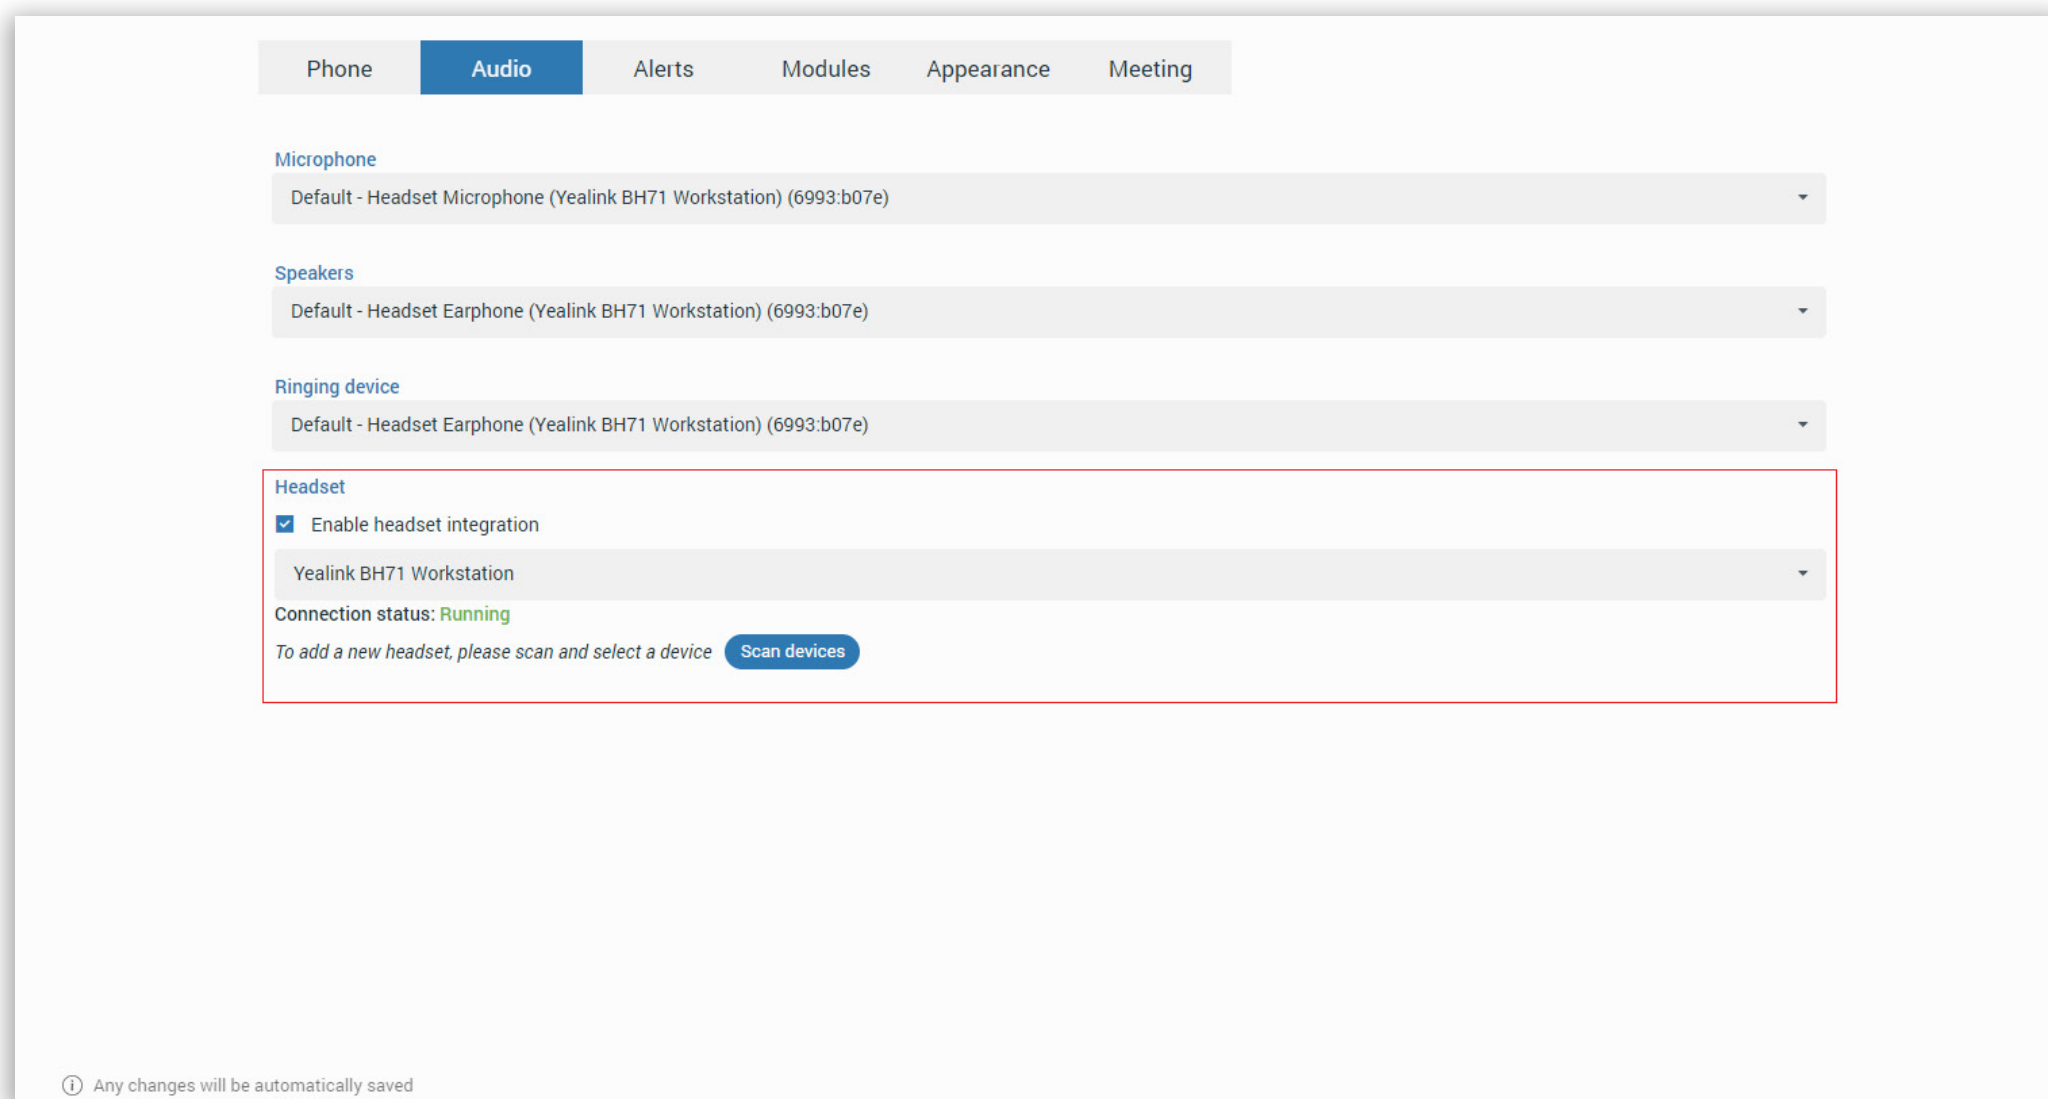 Phone Audio Alerts Modules Appearance Meeting
Microphone
Default - Headset Microphone (Yealink BH71 Workstation) (6993:b07e)
Speakers
Default - Headset Earphone (Yealink BH71 Workstation) (6993:b07e)
Ringing device
Default - Headset Earphone (Yealink BH71 Workstation) (6993:b07e)
Headset
Enable headset integration
Yealink BH71 Workstation
Connection status: Running
To add a new headset, please scan and select a device Scan devices
Any changes will be automatically saved